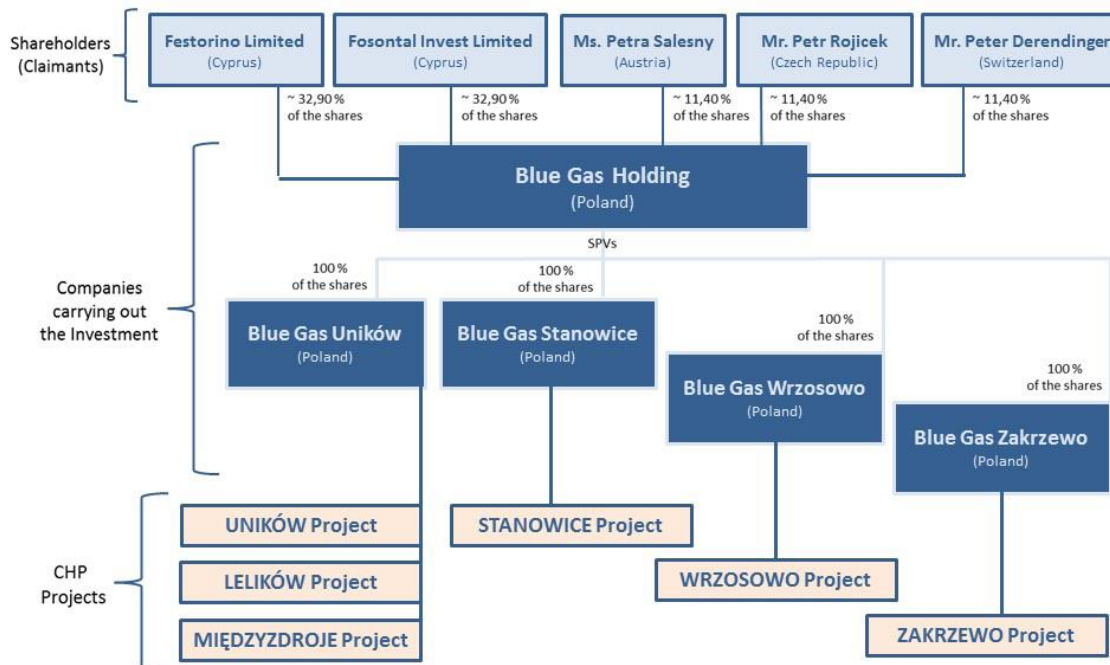 Shareholders
(Claimants)
Festorino Limited
(Cyprus)
Fosontal Invest Limited
(Cyprus)
Ms. Petra Salesny
(Austria)
Mr. Petr Rojicek
(Czech Republic)
Mr. Peter Derendinger
(Switzerland)
~ 32,90 %
of the shares
~ 32,90 %
of the shares
~ 11,40 %
of the shares
~ 11,40 %
of the shares
~ 11,40 %
of the shares
Blue Gas Holding
(Poland)
SPVs
Companies
carrying out
the Investment
100 %
of the shares
100 %
of the shares
100 %
of the shares
100 %
of the shares
Blue Gas Uników
(Poland)
Blue Gas Stanowice
(Poland)
Blue Gas Wrzosowo
(Poland)
Blue Gas Zakrzewo
(Poland)
CHP
Projects
UNIKÓW Project
STANOWICE Project
LELIKÓW Project
WRZOSOWO Project
MIĘDZYZDROJE Project
ZAKRZEWO Project